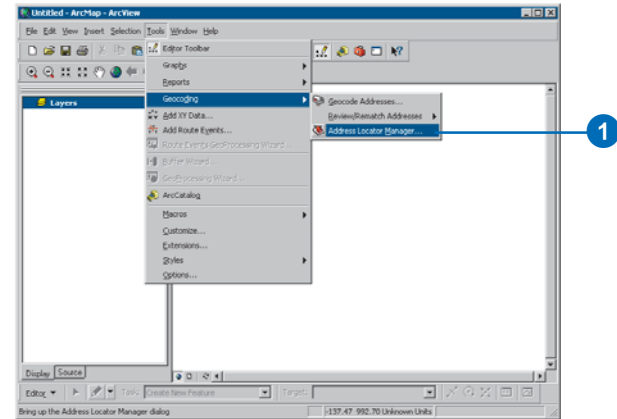 Untitled - ArcMap - ArcView
File Edit View Insert Selection Tools Window Help
Editor Toolbar
Graphs
Reports
Geocoding
Geocode Addresses...
Layers
Add XY Data...
Review/Rematch Addresses
Add Route Events...
Address Locator Manager...
1
Route Events GeoProcessing Wizard...
Buffer Wizard...
GeoProcessing Wizard...
ArcCatalog
Macros
Customize...
Extensions...
Styles
Options...
Display Source
Editor Task: Create New Feature Target:
Bring up the Address Locator Manager dialog -137.47 992.70 Unknown Units